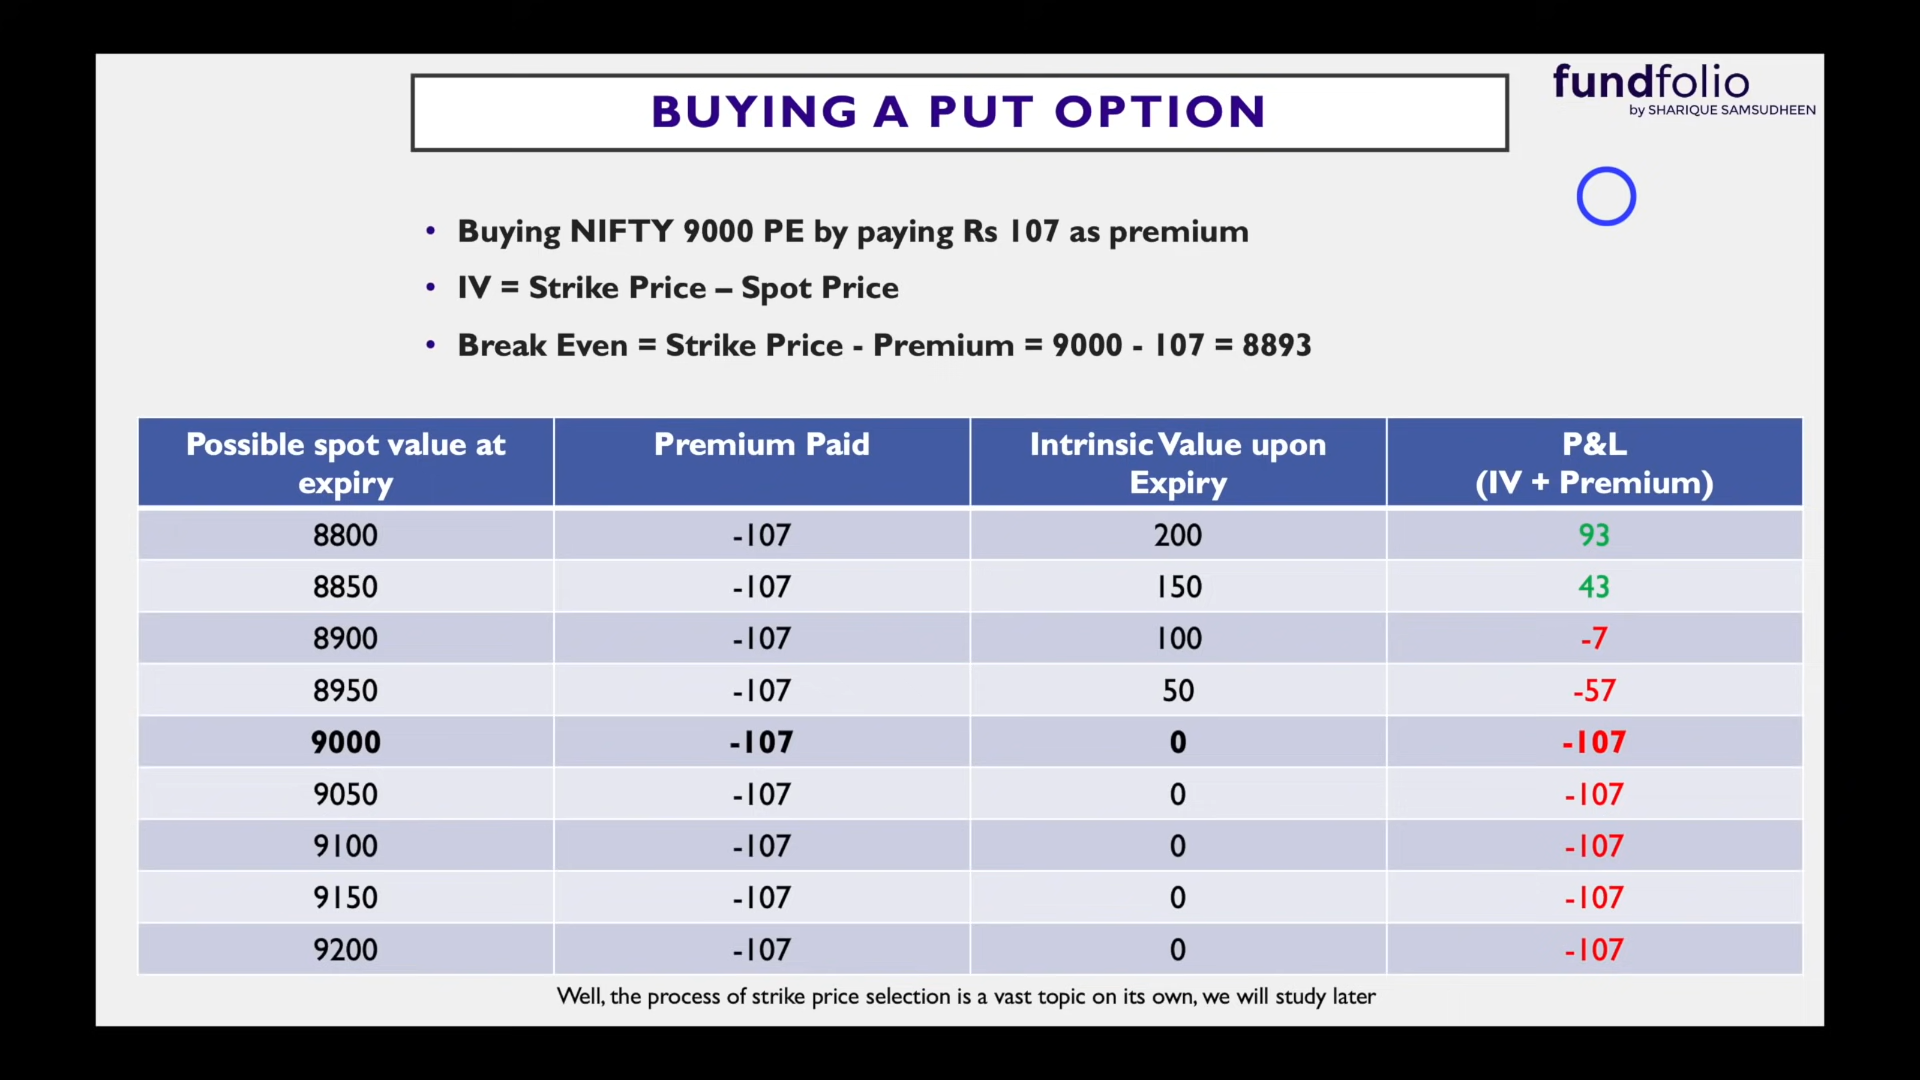 fundfolio
by SHARIQUE SAMSUDHEEN
BUYING A PUT OPTION
• Buying NIFTY 9000 PE by paying Rs 107 as premium
• IV = Strike Price – Spot Price
• Break Even = Strike Price - Premium = 9000 - 107 = 8893
Possible spot value at expiry Premium Paid Intrinsic Value upon Expiry P&L (IV + Premium)
8800 -107 200 93
8850 -107 150 43
8900 -107 100 -7
8950 -107 50 -57
9000 -107 0 -107
9050 -107 0 -107
9100 -107 0 -107
9150 -107 0 -107
9200 -107 0 -107
Well, the process of strike price selection is a vast topic on its own, we will study later